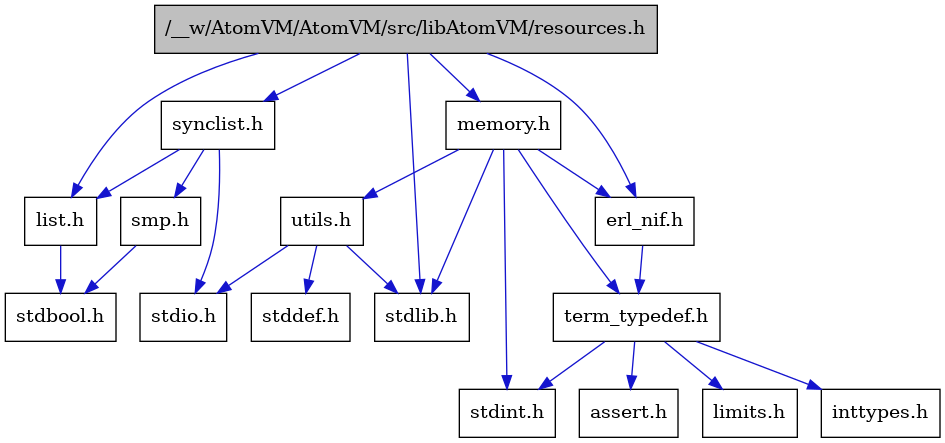 /__w/AtomVM/AtomVM/src/libAtomVM/resources.h
synclist.h
memory.h
list.h
smp.h
utils.h
erl_nif.h
stdbool.h
stdio.h
stddef.h
stdlib.h
term_typedef.h
stdint.h
assert.h
limits.h
inttypes.h